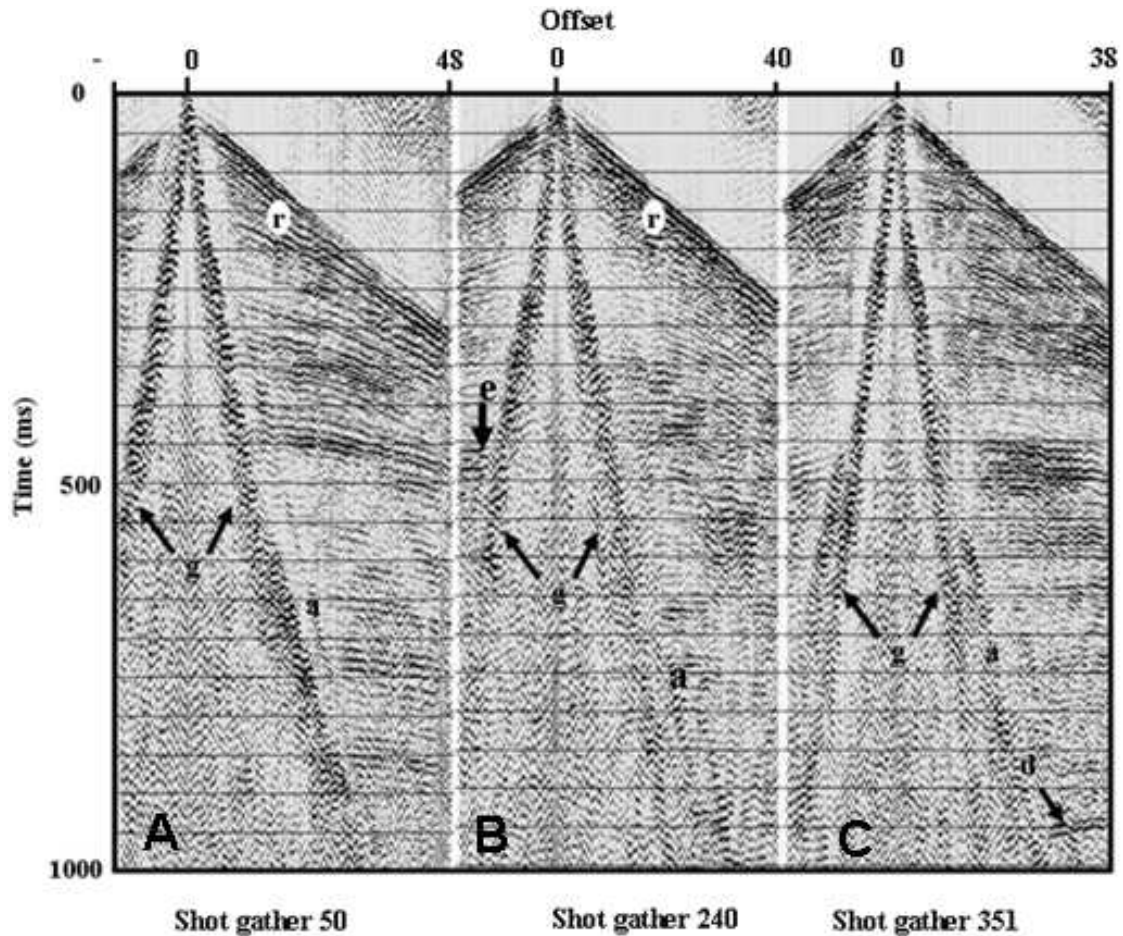 Offset
- 0 48 0 40 0 38
0
r r
e
Time (ms)
500
g g g
a a a
d
A B C
1000
Shot gather 50 Shot gather 240 Shot gather 351